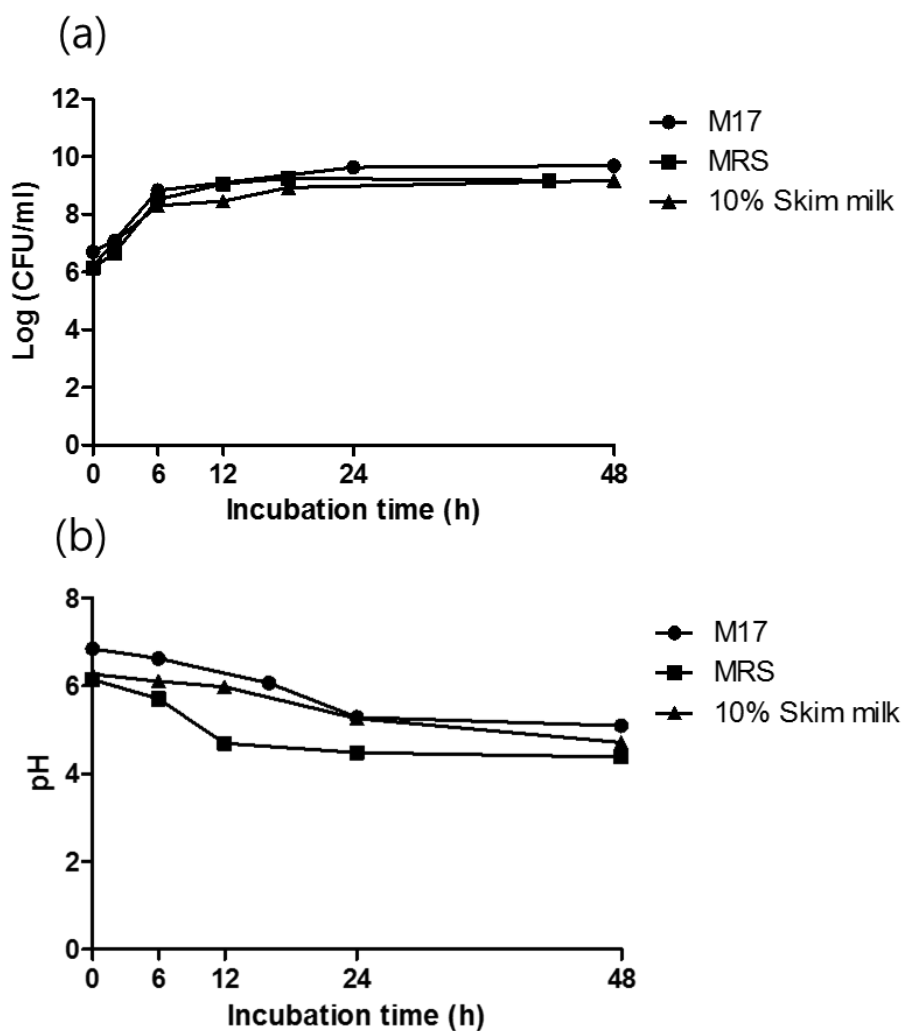 (a)
12
10
8
6
4
2
0
Log (CFU/ml)
0 6 12 24 48
Incubation time (h)
M17
MRS
10% Skim milk
(b)
8
6
4
2
0
pH
0 6 12 24 48
Incubation time (h)
M17
MRS
10% Skim milk